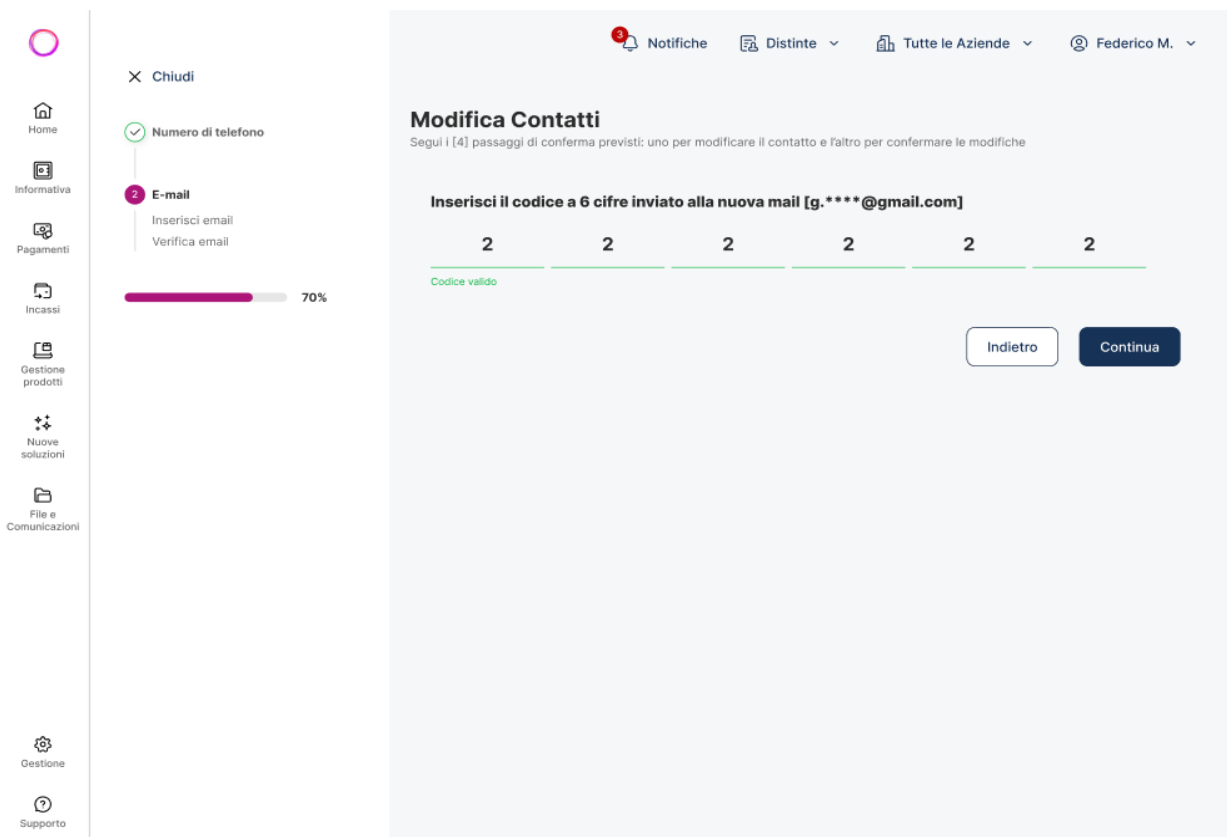 3
Notifiche
Distinte
Tutte le Aziende
Federico M.
Home
Informativa
Pagamenti
Incassi
Gestione
prodotti
Nuove
soluzioni
File e
Comunicazioni
Gestione
Supporto
Chiudi
Numero di telefono
2 E-mail
Inserisci email
Verifica email
70%
Modifica Contatti
Segui i [4] passaggi di conferma previsti: uno per modificare il contatto e l'altro per confermare le modifiche
Inserisci il codice a 6 cifre inviato alla nuova mail [g.****@gmail.com]
2 2 2 2 2 2
Codice valido
Indietro
Continua